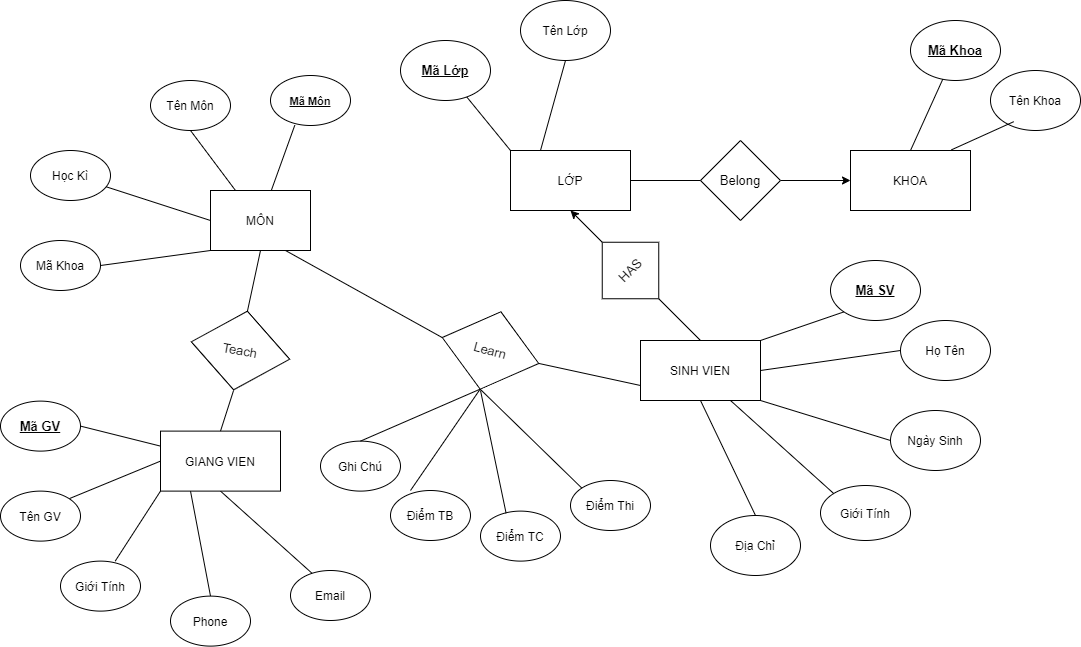 Tên Lớp
Mã Khoa
Mã Lớp
Tên Khoa
Tên Môn
Mã Môn
Học Kì
LỚP
Belong
KHOA
MÔN
Mã Khoa
HAS
Mã SV
Teach
Learn
Họ Tên
SINH VIEN
Mã GV
Ngày Sinh
GIANG VIEN
Ghi Chú
Điểm Thi
Điểm TB
Giới Tính
Tên GV
Điểm TC
Địa Chỉ
Giới Tính
Email
Phone